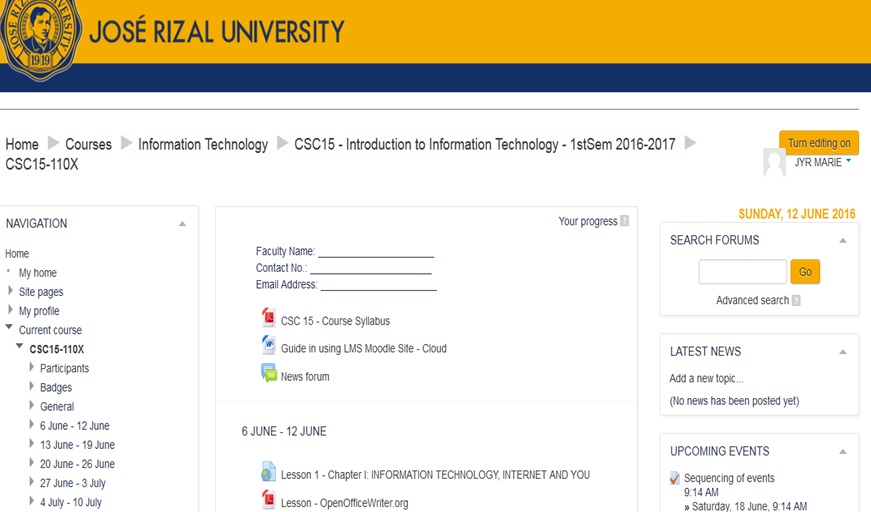 JOSÉ RIZAL UNIVERSITY
1919
Home Courses Information Technology CSC15 - Introduction to Information Technology - 1stSem 2016-2017
CSC15-110X
Turn editing on
JYR MARIE
NAVIGATION
Home
My home
Site pages
My profile
Current course
CSC15-110X
Participants
Badges
General
6 June - 12 June
13 June - 19 June
20 June - 26 June
27 June - 3 July
4 July - 10 July
Your progress
Faculty Name: ____________________
Contact No.: ____________________
Email Address: ____________________
CSC 15 - Course Syllabus
Guide in using LMS Moodle Site - Cloud
News forum
6 JUNE - 12 JUNE
Lesson 1 - Chapter I: INFORMATION TECHNOLOGY, INTERNET AND YOU
Lesson - OpenOfficeWriter.org
SUNDAY, 12 JUNE 2016
SEARCH FORUMS
Go
Advanced search
LATEST NEWS
Add a new topic...
(No news has been posted yet)
UPCOMING EVENTS
Sequencing of events
9:14 AM
» Saturday, 18 June, 9:14 AM